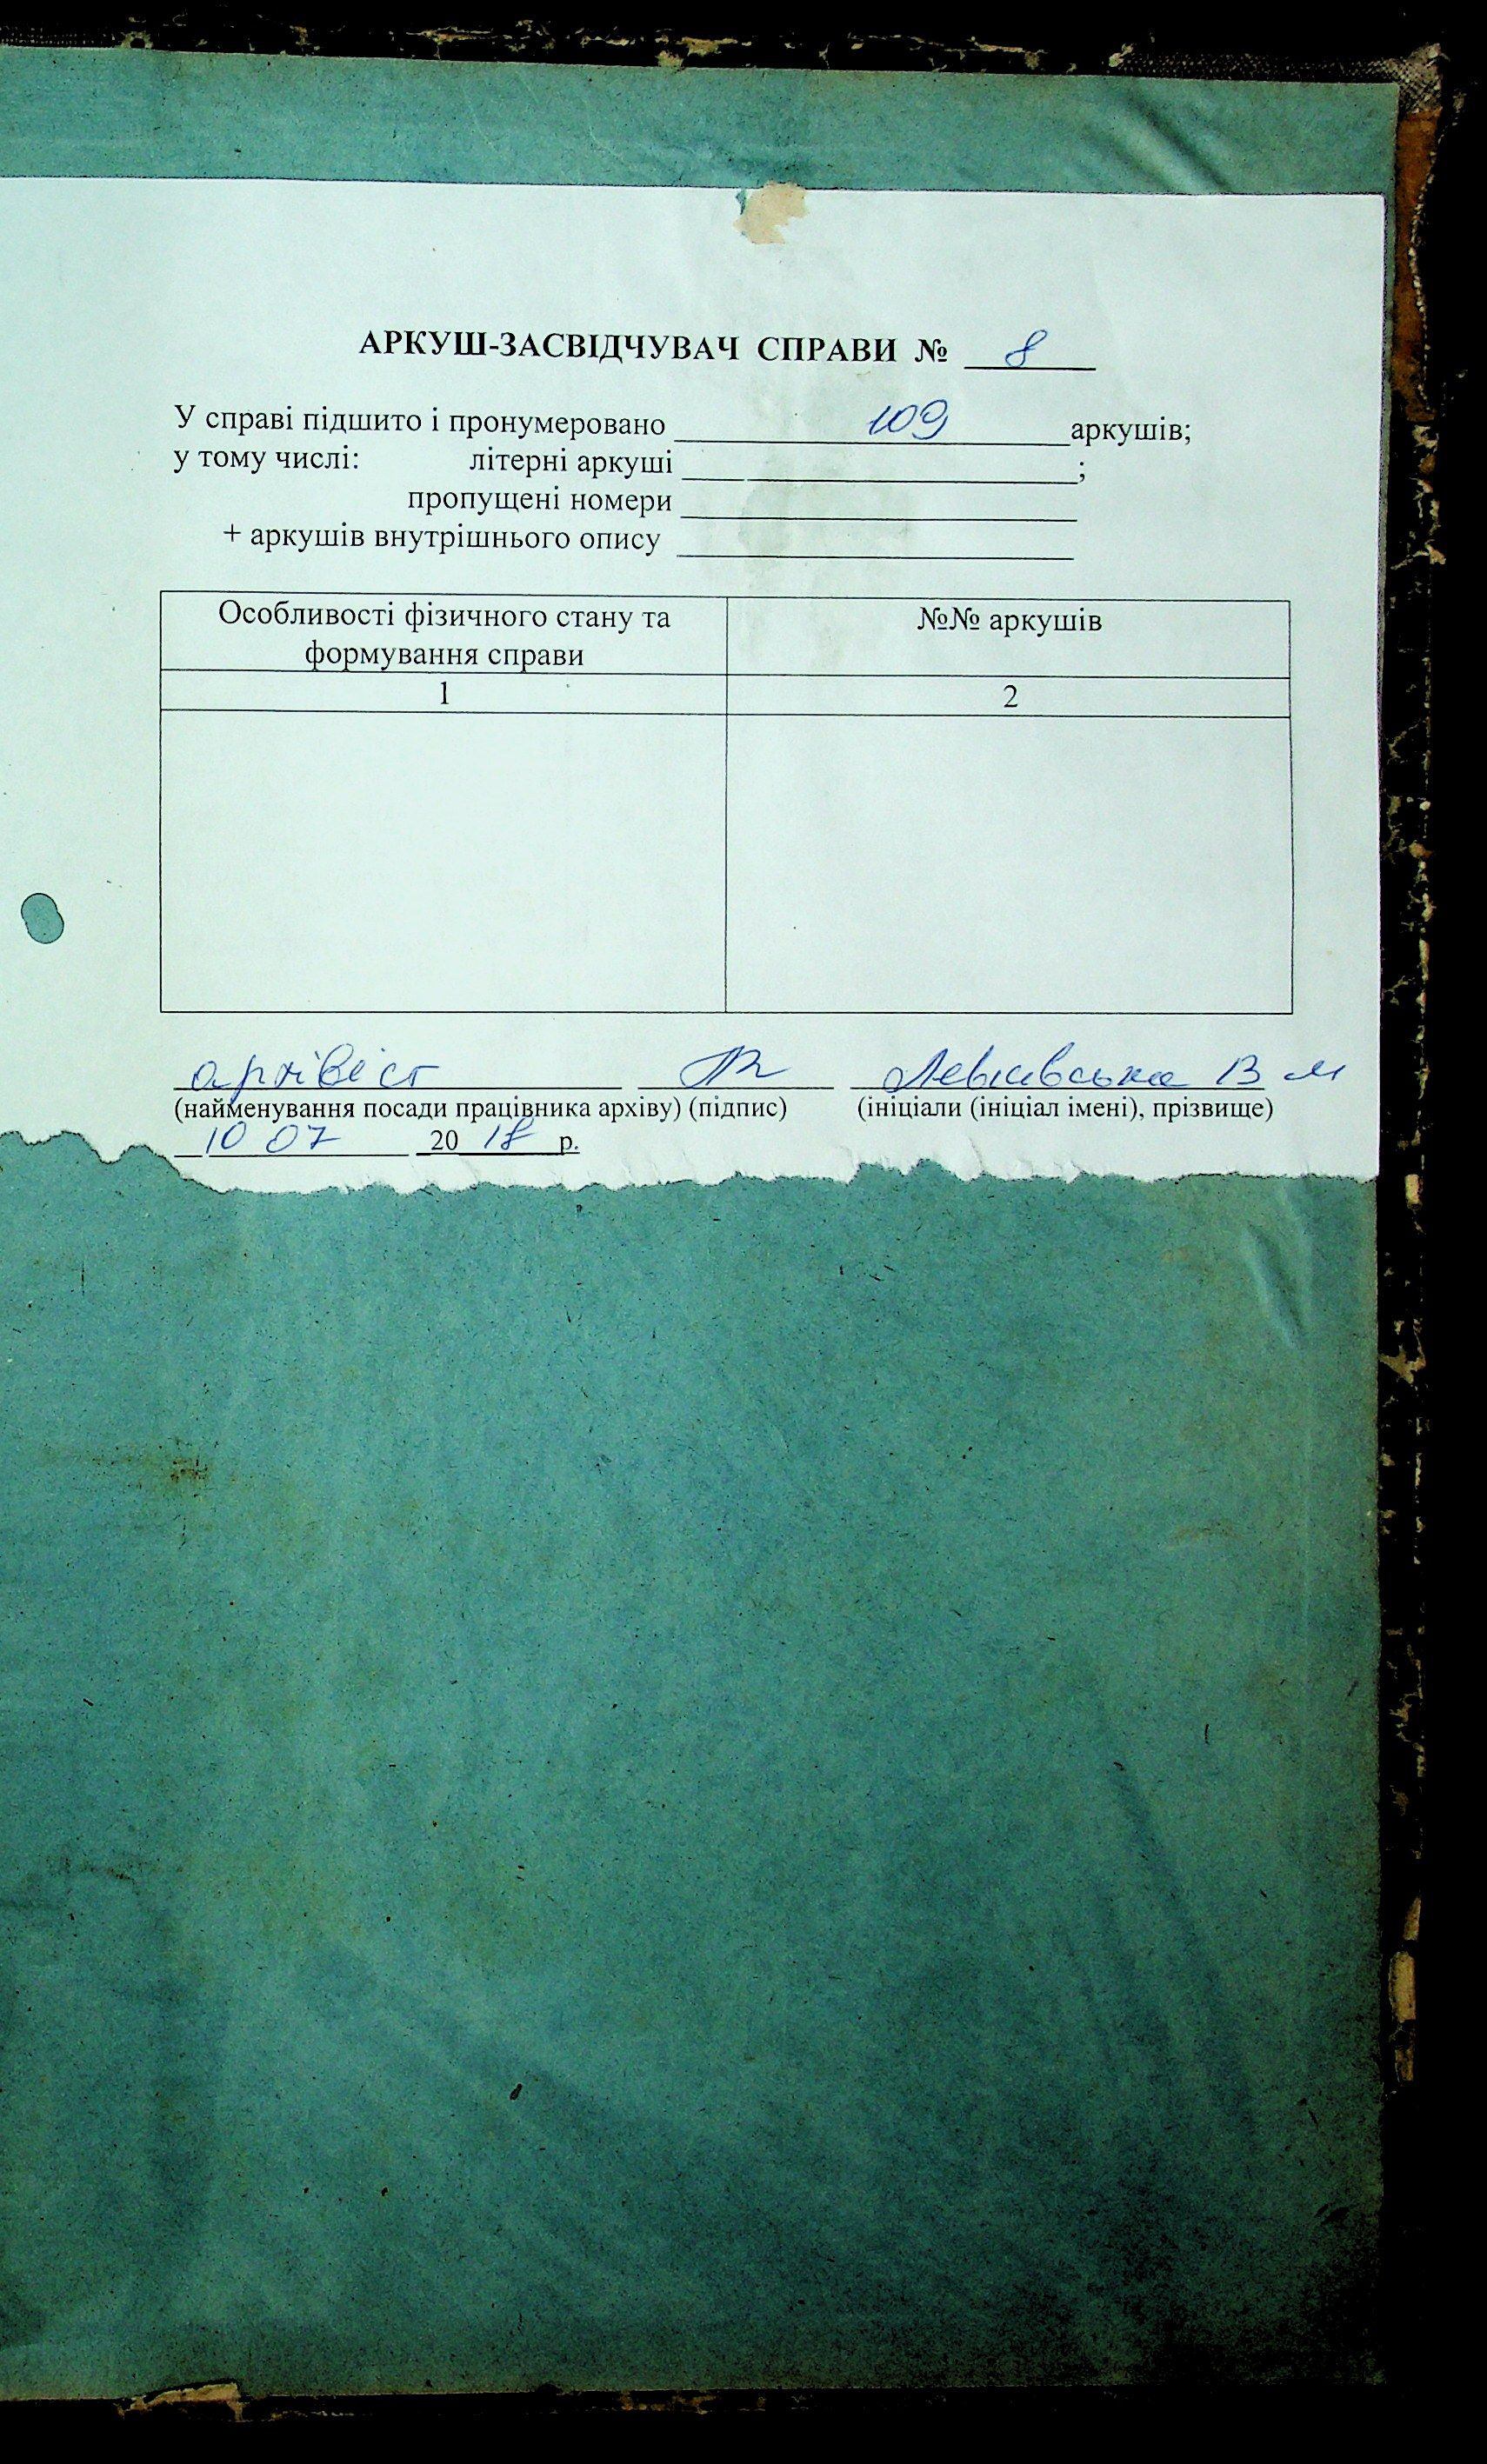 АРКУШ-ЗАСВІДЧУВАЧ СПРАВИ № 8
У справі підшито і пронумеровано 109 аркушів;
у тому числі: літерні аркуші ;
пропущені номери
+ аркушів внутрішнього опису
Особливості фізичного стану та
формування справи
№№ аркушів
1 2
архівіст В М
(найменування посади працівника архіву) (підпис) (ініціали (ініціал імені), прізвище)
10 07 2018 р.